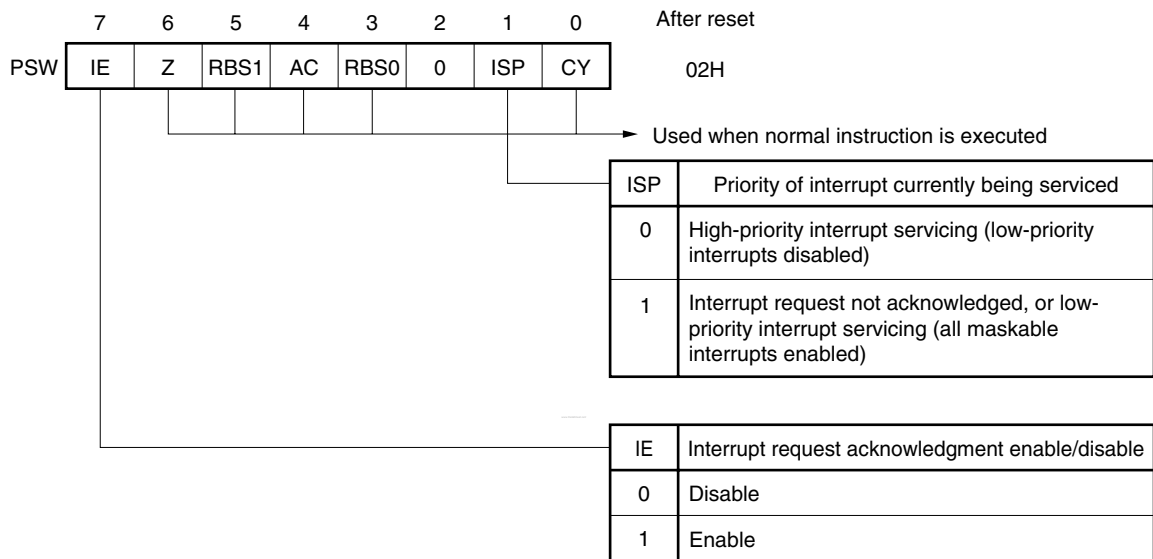 7 6 5 4 3 2 1 0 After reset
PSW IE Z RBS1 AC RBS0 0 ISP CY 02H
Used when normal instruction is executed
ISP Priority of interrupt currently being serviced
0 High-priority interrupt servicing (low-priority
interrupts disabled)
1 Interrupt request not acknowledged, or low-
priority interrupt servicing (all maskable
interrupts enabled)
IE Interrupt request acknowledgment enable/disable
0 Disable
1 Enable